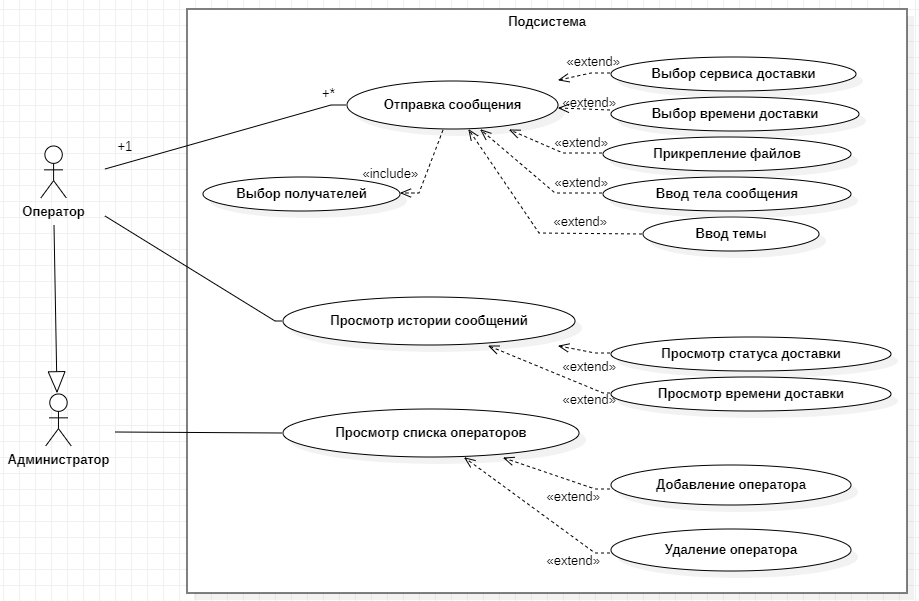 Подсистема
«extend»
Выбор сервиса доставки
+*
Отправка сообщения
«extend»
Выбор времени доставки
+1
«extend»
Прикрепление файлов
«include»
Выбор получателей
«extend»
Ввод тела сообщения
Оператор
«extend»
Ввод темы
Просмотр истории сообщений
Просмотр статуса доставки
«extend»
Просмотр времени доставки
«extend»
Просмотр списка операторов
Администратор
Добавление оператора
«extend»
Удаление оператора
«extend»